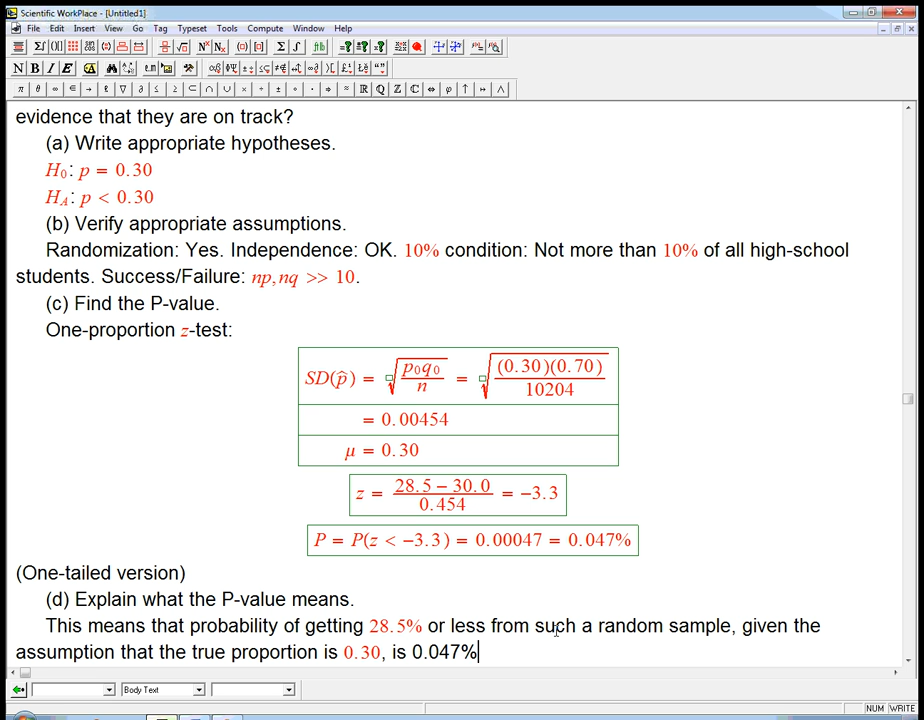 Scientific WorkPlace - [Untitled1]
File Edit Insert View Go Tag Typeset Tools Compute Window Help
evidence that they are on track?
(a) Write appropriate hypotheses.
H₀: p = 0.30
H_A: p < 0.30
(b) Verify appropriate assumptions.
Randomization: Yes. Independence: OK. 10% condition: Not more than 10% of all high-school
students. Success/Failure: np, nq >> 10.
(c) Find the P-value.
One-proportion z-test:
SD(p̂) = √(p₀q₀/n) = √((0.30)(0.70)/10204)
= 0.00454
μ = 0.30
z = (28.5 − 30.0)/0.454 = −3.3
P = P(z < −3.3) = 0.00047 = 0.047%
(One-tailed version)
(d) Explain what the P-value means.
This means that probability of getting 28.5% or less from such a random sample, given the
assumption that the true proportion is 0.30, is 0.047%
Body Text
NUM WRITE